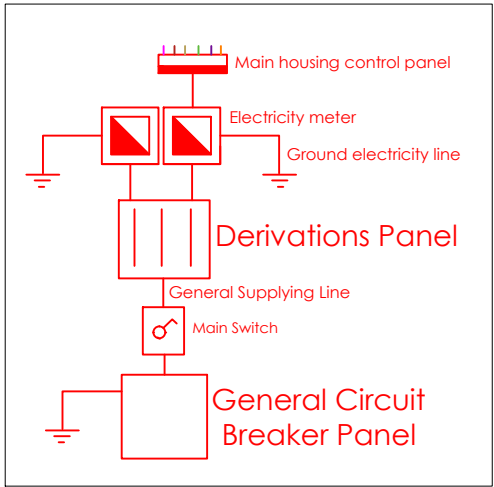 Main housing control panel
Electricity meter
Ground electricity line
Derivations Panel
General Supplying Line
Main Switch
General Circuit
Breaker Panel